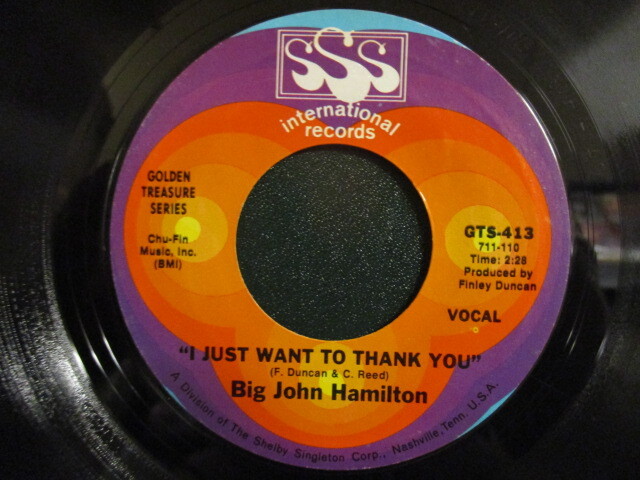 SSS
international
records
GOLDEN
TREASURE
SERIES
Chu-Fin
Music, Inc.
(BMI)
GTS-413
711-110
Time: 2:28
Produced by
Finley Duncan
VOCAL
"I JUST WANT TO THANK YOU"
(F. Duncan & C. Reed)
Big John Hamilton
A Division of The Shelby Singleton Corp., Nashville, Tenn. U.S.A.